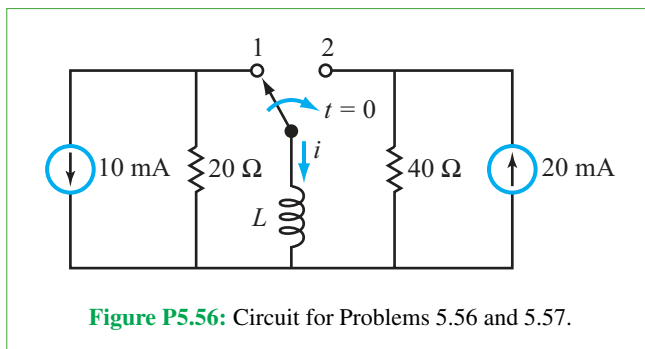 1 2
t = 0
10 mA 20 Ω i 40 Ω 20 mA
L
Figure P5.56: Circuit for Problems 5.56 and 5.57.